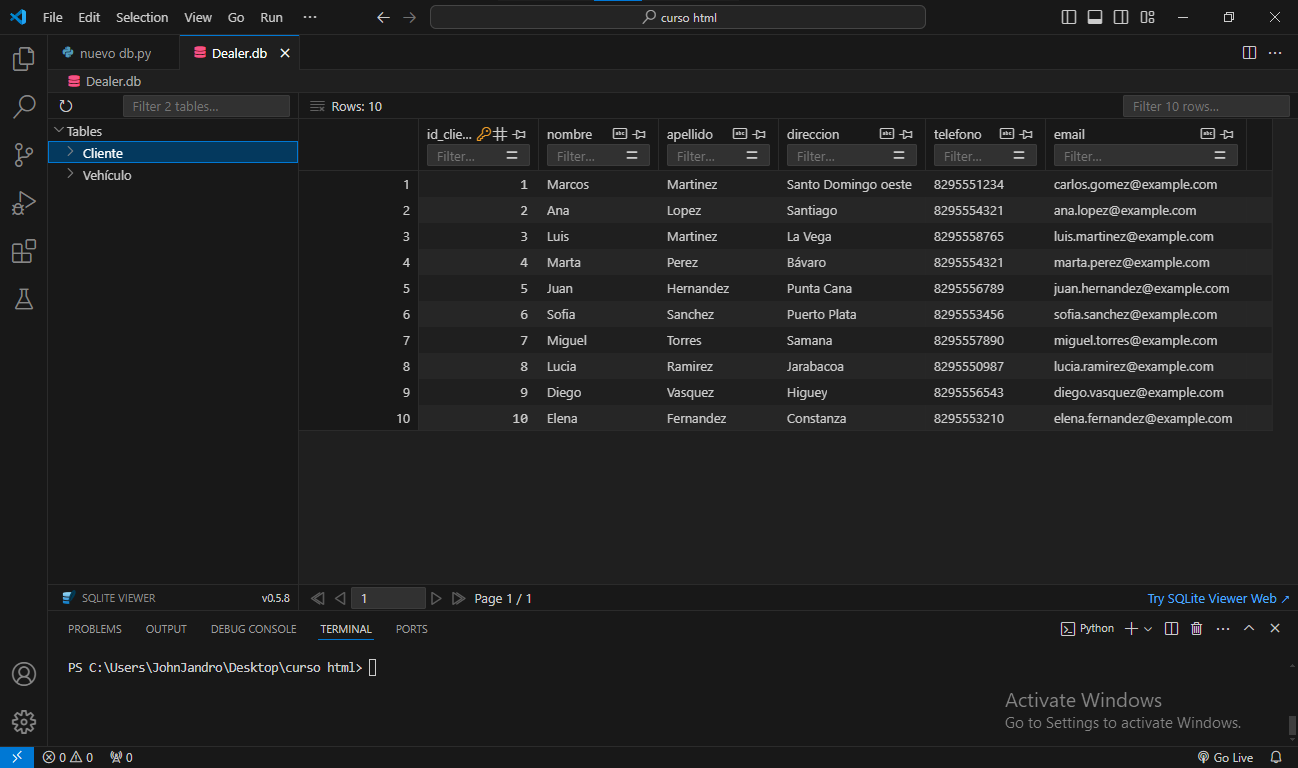 File Edit Selection View Go Run ··· curso html
nuevo db.py Dealer.db
Dealer.db
Filter 2 tables... Rows: 10 Filter 10 rows...
Tables
Cliente
Vehículo
id_clie... nombre apellido direccion telefono email
Filter... Filter... Filter... Filter... Filter... Filter...
1 1 Marcos Martinez Santo Domingo oeste 8295551234 carlos.gomez@example.com
2 2 Ana Lopez Santiago 8295554321 ana.lopez@example.com
3 3 Luis Martinez La Vega 8295558765 luis.martinez@example.com
4 4 Marta Perez Bávaro 8295554321 marta.perez@example.com
5 5 Juan Hernandez Punta Cana 8295556789 juan.hernandez@example.com
6 6 Sofia Sanchez Puerto Plata 8295553456 sofia.sanchez@example.com
7 7 Miguel Torres Samana 8295557890 miguel.torres@example.com
8 8 Lucia Ramirez Jarabacoa 8295550987 lucia.ramirez@example.com
9 9 Diego Vasquez Higuey 8295556543 diego.vasquez@example.com
10 10 Elena Fernandez Constanza 8295553210 elena.fernandez@example.com
SQLITE VIEWER v0.5.8 1 Page 1 / 1 Try SQLite Viewer Web ↗
PROBLEMS OUTPUT DEBUG CONSOLE TERMINAL PORTS Python
PS C:\Users\JohnJandro\Desktop\curso html>
Activate Windows
Go to Settings to activate Windows.
0 0 0 Go Live